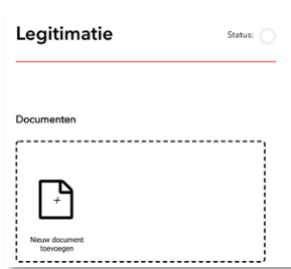 Legitimatie
Status:
Documenten
Nieuw document
toevoegen